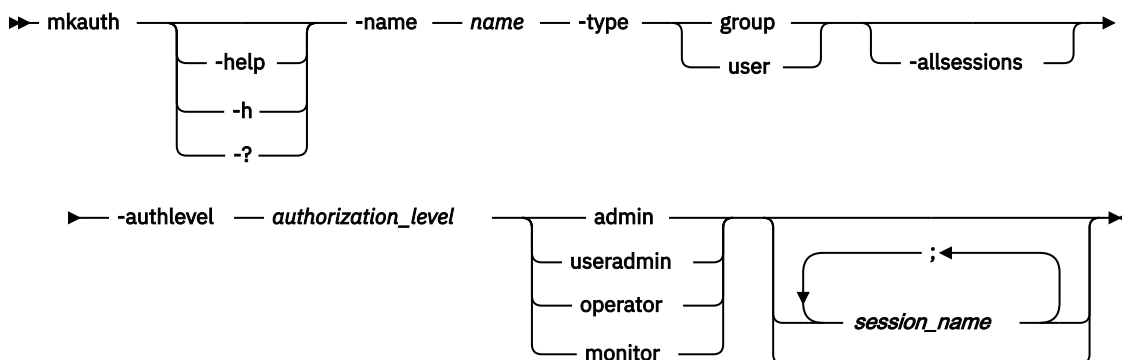 mkauth -name name -type group -allsessions
-help user
-h
-?
-authlevel authorization_level admin ;
useradmin session_name
operator
monitor